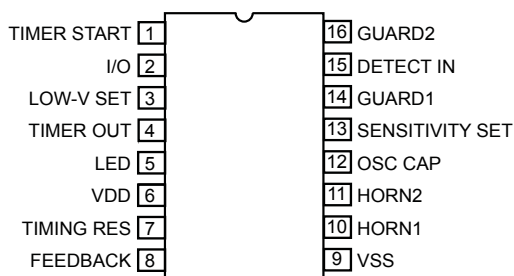 TIMER START 1
I/O 2
LOW-V SET 3
TIMER OUT 4
LED 5
VDD 6
TIMING RES 7
FEEDBACK 8
16 GUARD2
15 DETECT IN
14 GUARD1
13 SENSITIVITY SET
12 OSC CAP
11 HORN2
10 HORN1
9 VSS